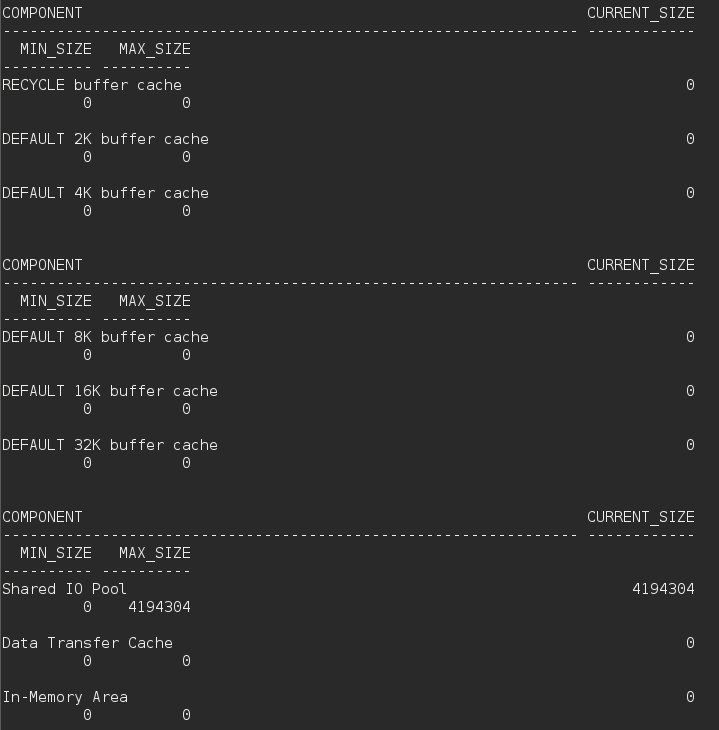 COMPONENT CURRENT_SIZE
---------------------------------------------------------------- ------------
MIN_SIZE MAX_SIZE
---------- ----------
RECYCLE buffer cache 0
0 0
DEFAULT 2K buffer cache 0
0 0
DEFAULT 4K buffer cache 0
0 0
COMPONENT CURRENT_SIZE
---------------------------------------------------------------- ------------
MIN_SIZE MAX_SIZE
---------- ----------
DEFAULT 8K buffer cache 0
0 0
DEFAULT 16K buffer cache 0
0 0
DEFAULT 32K buffer cache 0
0 0
COMPONENT CURRENT_SIZE
---------------------------------------------------------------- ------------
MIN_SIZE MAX_SIZE
---------- ----------
Shared IO Pool 4194304
0 4194304
Data Transfer Cache 0
0 0
In-Memory Area 0
0 0